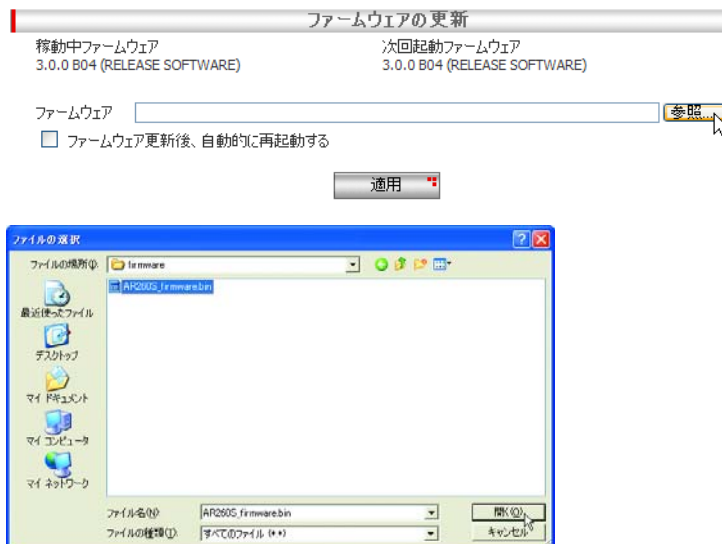 ファームウェアの更新
稼動中ファームウェア 次回起動ファームウェア
3.0.0 B04 (RELEASE SOFTWARE) 3.0.0 B04 (RELEASE SOFTWARE)
ファームウェア 参照...
ファームウェア更新後、自動的に再起動する
適用
ファイルの選択
ファイルの場所(I): firmware
AR260S_firmware.bin
最近使ったファイル
デスクトップ
マイ ドキュメント
マイ コンピュータ
マイ ネットワーク
ファイル名(N): AR260S_firmware.bin 開く(O)
ファイルの種類(T): すべてのファイル (*.*) キャンセル